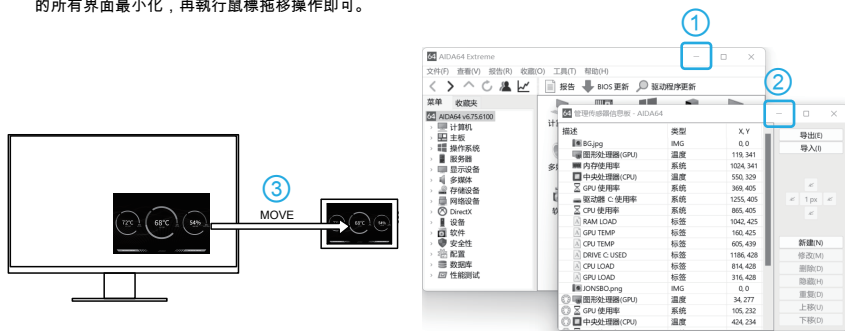 的所有界面最小化，再執行鼠標拖移操作即可。
72°C 68°C 54%
③
MOVE
68°C
①
64 AIDA64 Extreme
文件(F) 查看(V) 报告(R) 收藏(O) 工具(T) 帮助(H)
报告 BIOS 更新 驱动程序更新
菜单 收藏夹
64 AIDA64 v6.75.6100
计算机
主板
操作系统
服务器
显示设备
多媒体
存储设备
网络设备
DirectX
设备
软件
安全性
配置
数据库
性能测试
②
64 管理传感器信息板 - AIDA64
描述 类型 X, Y
BG.jpg IMG 0, 0
图形处理器(GPU) 温度 119, 341
内存使用率 系统 1024, 341
中央处理器(CPU) 温度 550, 329
GPU 使用率 系统 369, 405
驱动器 C: 使用率 系统 1255, 405
CPU 使用率 系统 865, 405
RAM LOAD 标签 1042, 425
GPU TEMP 标签 160, 425
CPU TEMP 标签 605, 439
DRIVE C USED 标签 1186, 428
CPU LOAD 标签 814, 428
GPU LOAD 标签 316, 428
JONSBO.png IMG 0, 0
图形处理器(GPU) 温度 34, 277
GPU 使用率 系统 105, 232
中央处理器(CPU) 温度 424, 234
导出(E)
导入(I)
1 px
新建(N)
修改(M)
删除(D)
隐藏(H)
重复(D)
上移(U)
下移(D)